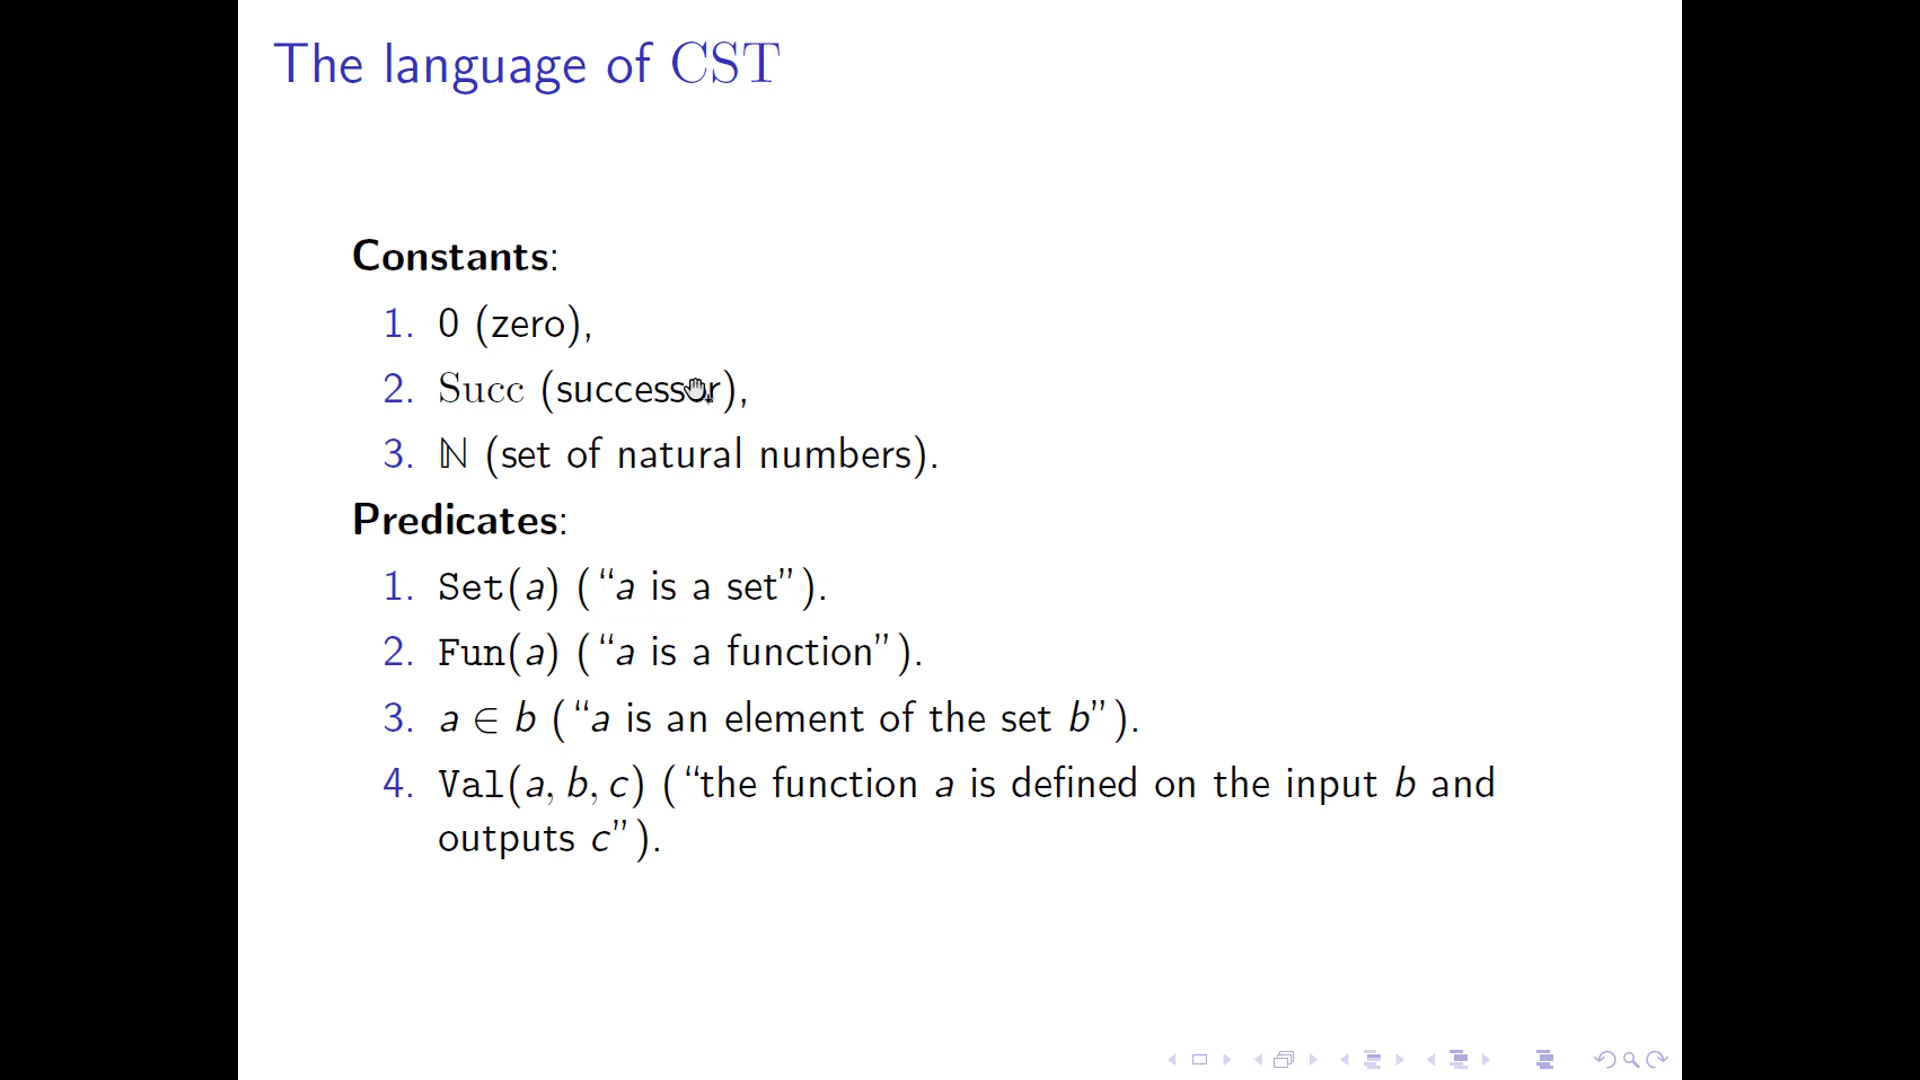 The language of CST
Constants:
1. 0 (zero),
2. Succ (successor),
3. ℕ (set of natural numbers).
Predicates:
1. Set(a) (“a is a set”).
2. Fun(a) (“a is a function”).
3. a ∈ b (“a is an element of the set b”).
4. Val(a, b, c) (“the function a is defined on the input b and
outputs c”).